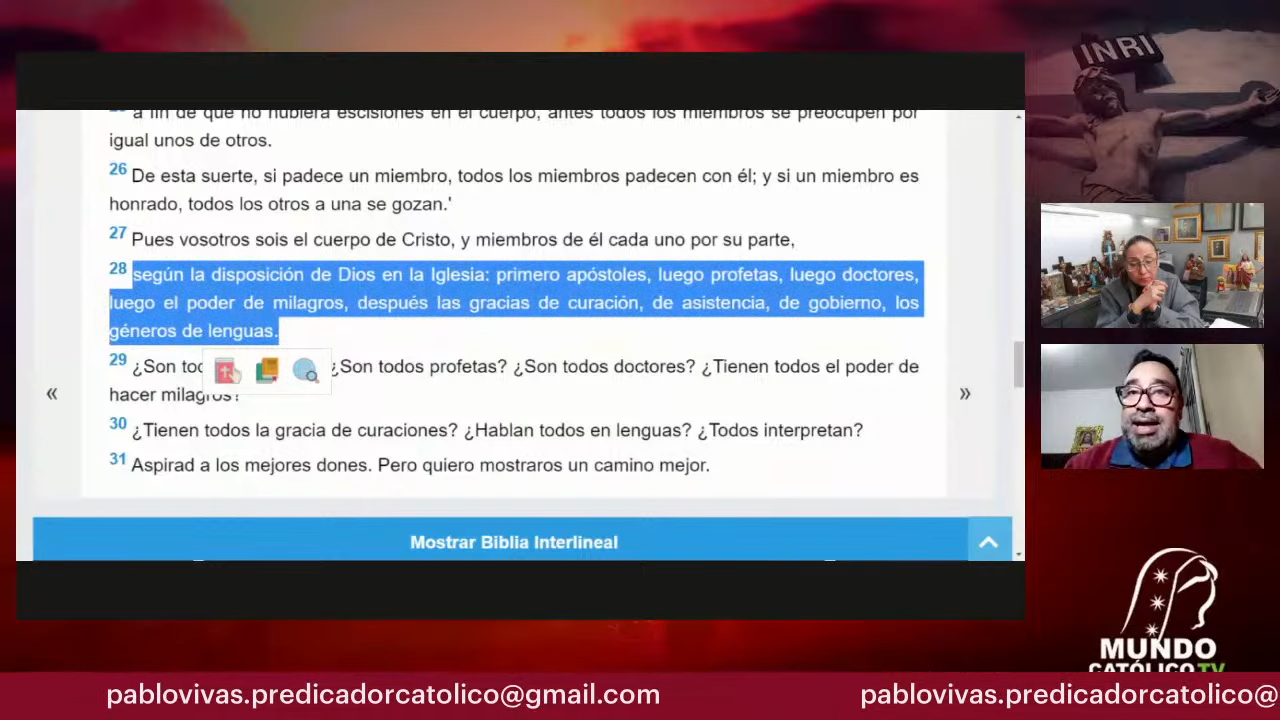 INRI
a fin de que no hubiera escisiones en el cuerpo, antes todos los miembros se preocupen por
igual unos de otros.
26 De esta suerte, si padece un miembro, todos los miembros padecen con él; y si un miembro es
honrado, todos los otros a una se gozan.'
27 Pues vosotros sois el cuerpo de Cristo, y miembros de él cada uno por su parte,
28 según la disposición de Dios en la Iglesia: primero apóstoles, luego profetas, luego doctores,
luego el poder de milagros, después las gracias de curación, de asistencia, de gobierno, los
géneros de lenguas.
29 ¿Son ¿Son todos profetas? ¿Son todos doctores? ¿Tienen todos el poder de
hacer milagros?
30 ¿Tienen todos la gracia de curaciones? ¿Hablan todos en lenguas? ¿Todos interpretan?
31 Aspirad a los mejores dones. Pero quiero mostraros un camino mejor.
« »
Mostrar Biblia Interlineal
MUNDO
CATÓLICO TV
pablovivas.predicadorcatolico@gmail.com pablovivas.predicadorcatolico@